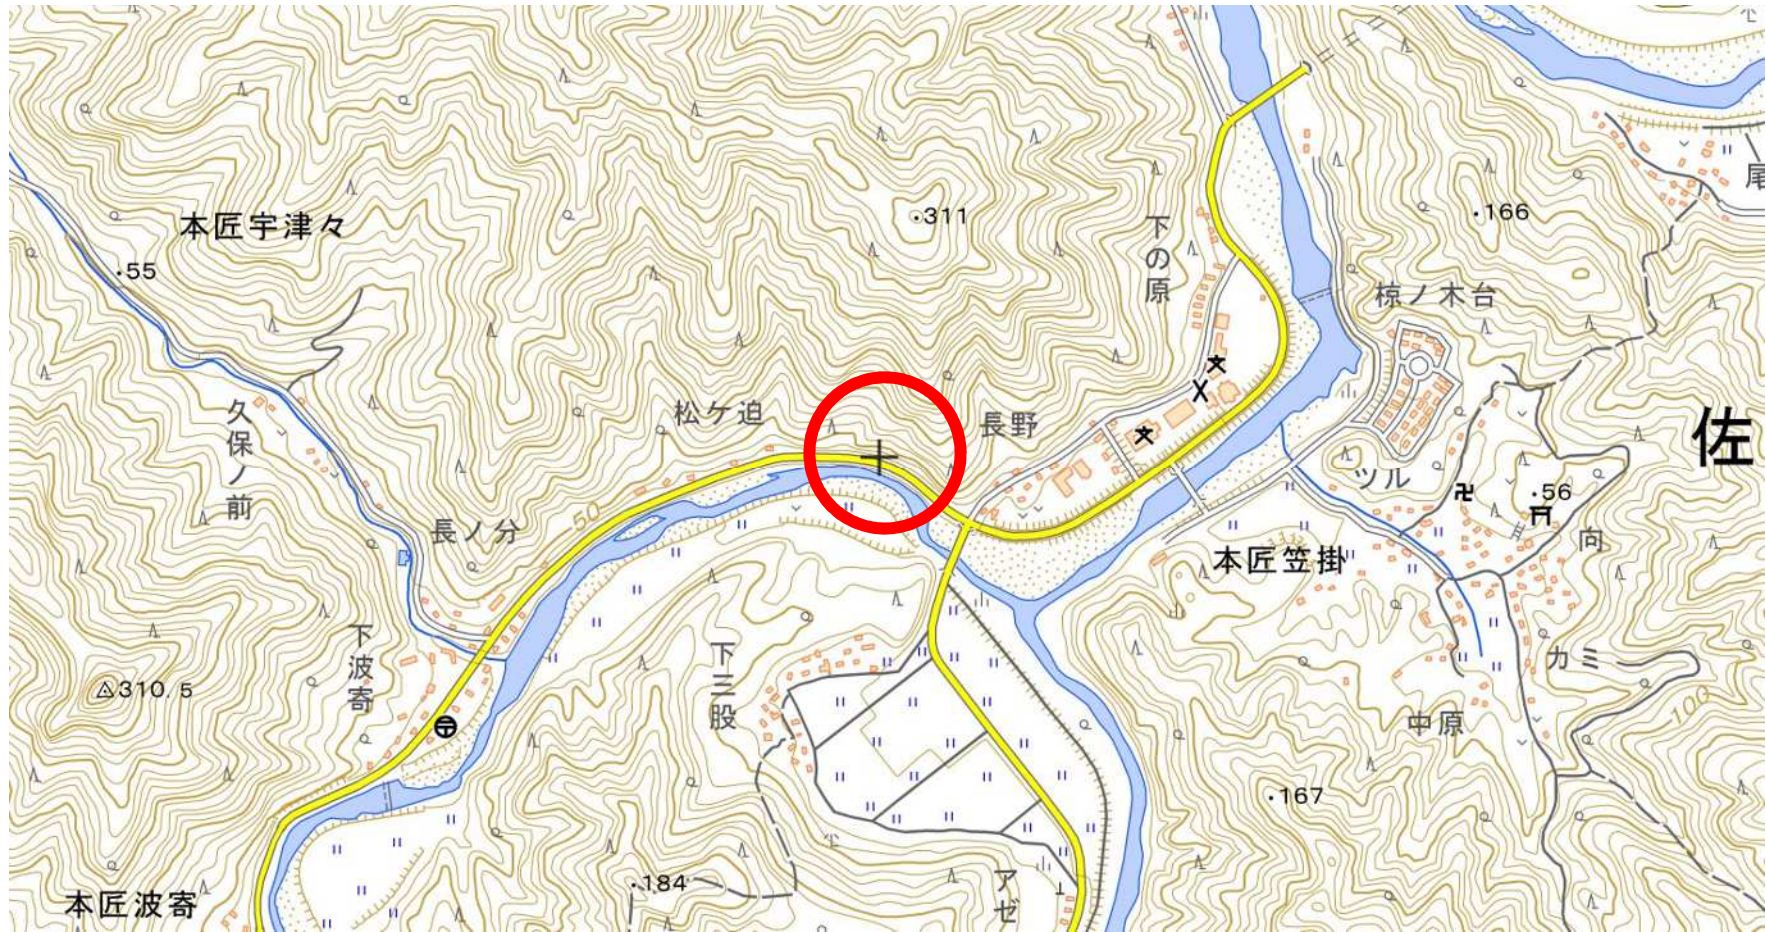 311
166
本匠宇津々
下の原
55
椋ノ木台
久保ノ前
松ケ迫
長野
佐
ツル
56
長ノ分
50
本匠笠掛
向
下波寄
下三股
カミ
310.5
100
中原
167
184
アゼ
本匠波寄
尾